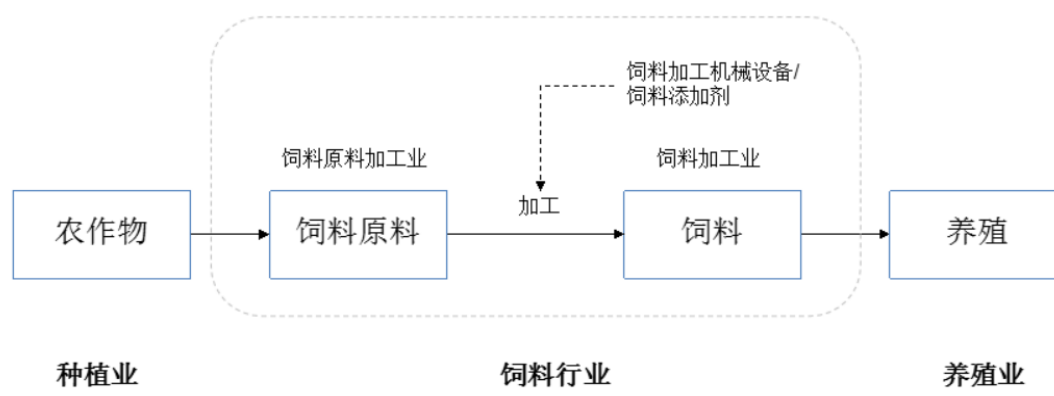 饲料加工机械设备/
饲料添加剂
饲料原料加工业
饲料加工业
加工
农作物
饲料原料
饲料
养殖
种植业
饲料行业
养殖业